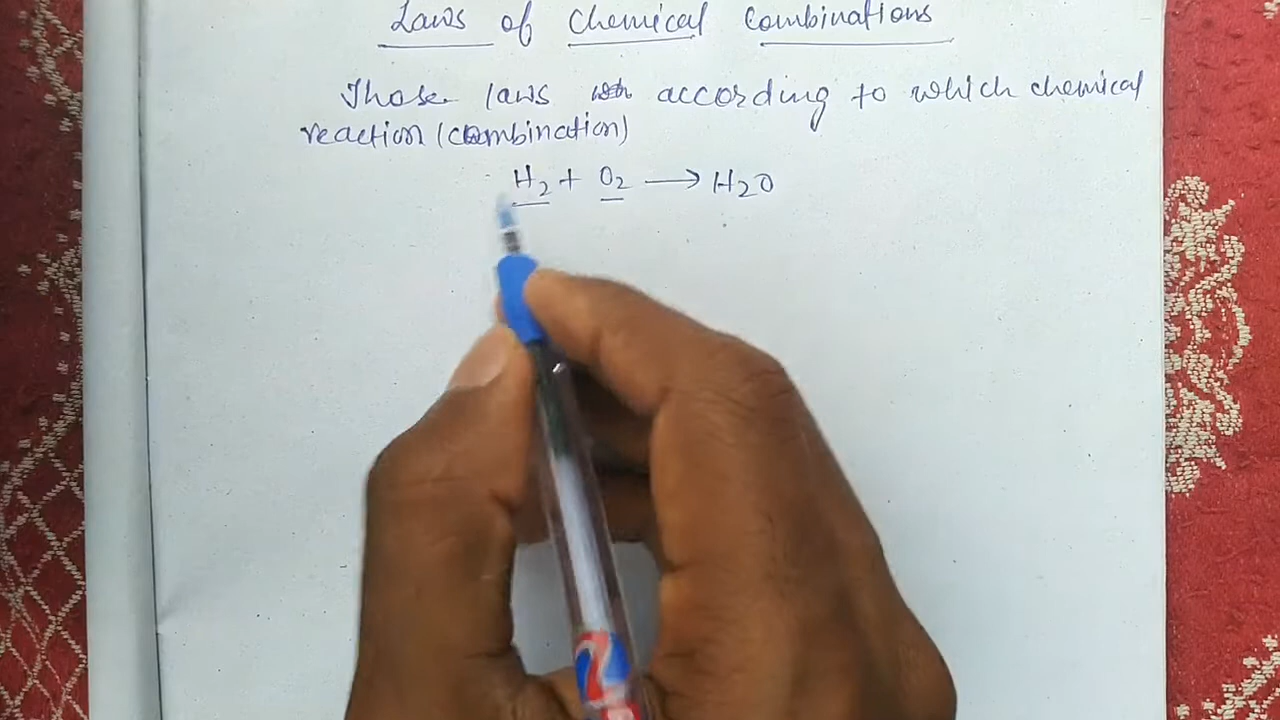 Laws of Chemical Combinations
Those laws according to which chemical
reaction (combination)
H2 + O2 → H2O